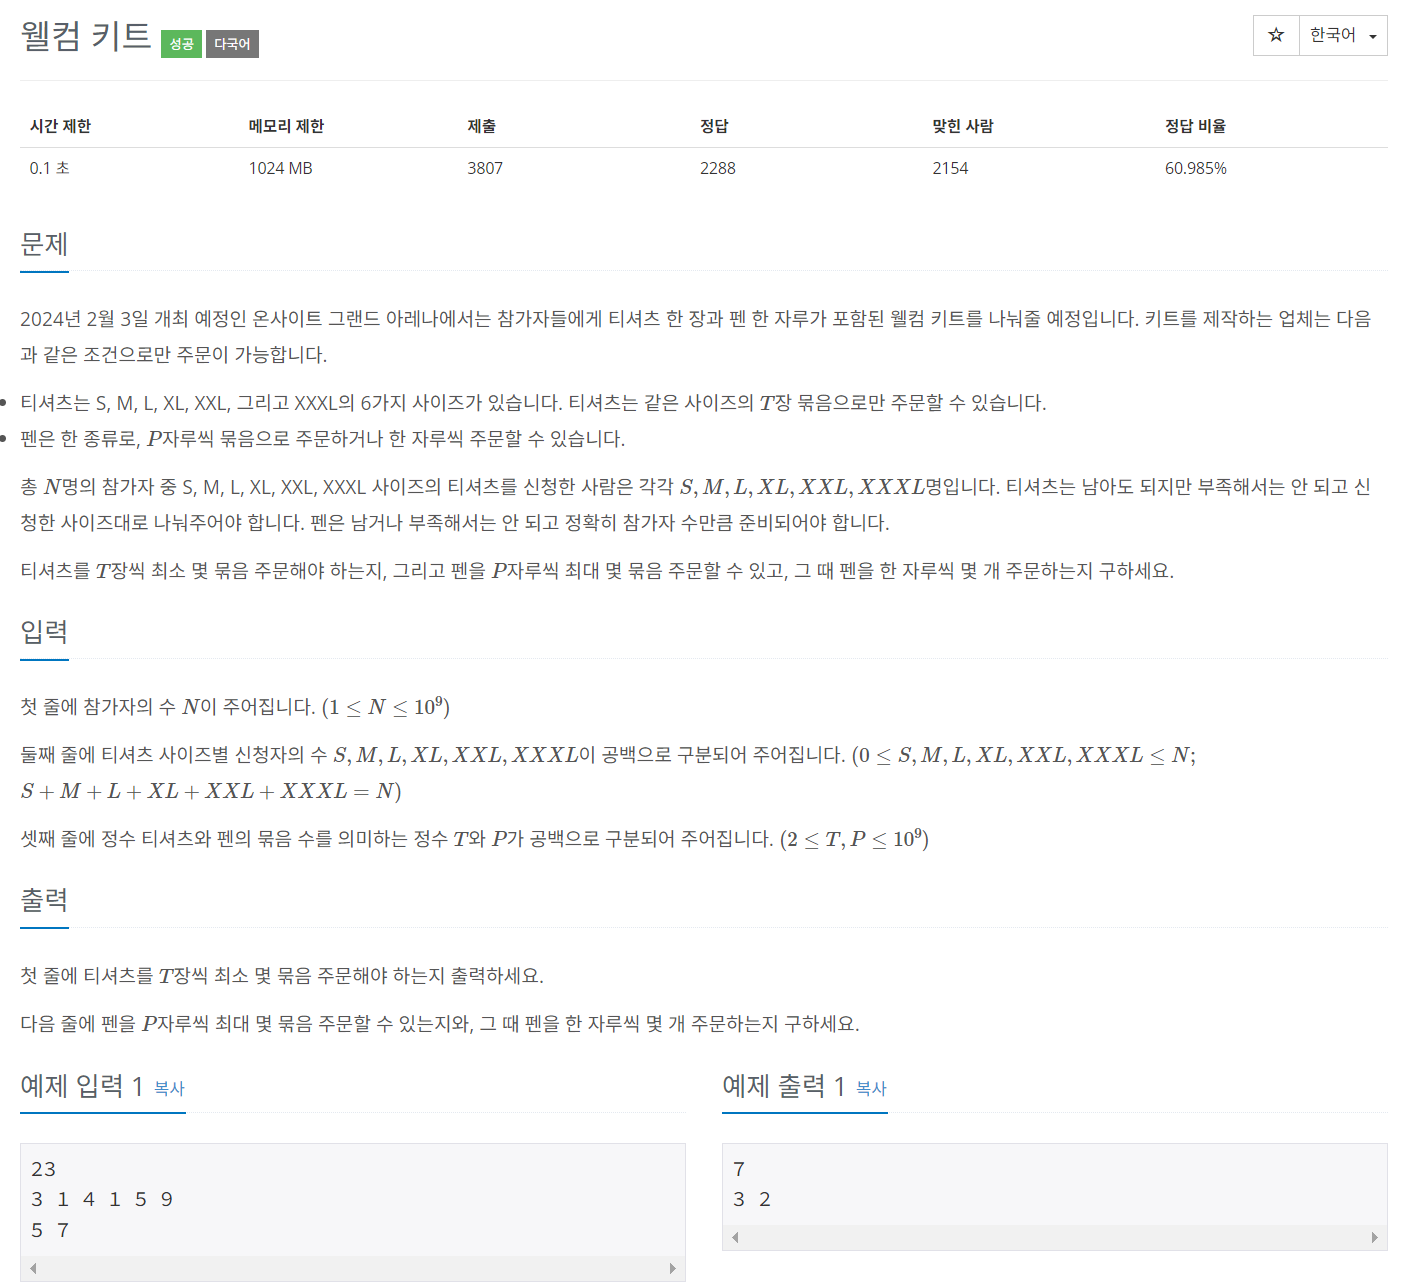 웰컴 키트 성공 다국어
☆ 한국어
시간 제한 메모리 제한 제출 정답 맞힌 사람 정답 비율
0.1 초 1024 MB 3807 2288 2154 60.985%
문제
2024년 2월 3일 개최 예정인 온사이트 그랜드 아레나에서는 참가자들에게 티셔츠 한 장과 펜 한 자루가 포함된 웰컴 키트를 나눠줄 예정입니다. 키트를 제작하는 업체는 다음
과 같은 조건으로만 주문이 가능합니다.
• 티셔츠는 S, M, L, XL, XXL, 그리고 XXXL의 6가지 사이즈가 있습니다. 티셔츠는 같은 사이즈의 T장 묶음으로만 주문할 수 있습니다.
• 펜은 한 종류로, P자루씩 묶음으로 주문하거나 한 자루씩 주문할 수 있습니다.
총 N명의 참가자 중 S, M, L, XL, XXL, XXXL 사이즈의 티셔츠를 신청한 사람은 각각 S, M, L, XL, XXL, XXXL명입니다. 티셔츠는 남아도 되지만 부족해서는 안 되고 신
청한 사이즈대로 나눠주어야 합니다. 펜은 남거나 부족해서는 안 되고 정확히 참가자 수만큼 준비되어야 합니다.
티셔츠를 T장씩 최소 몇 묶음 주문해야 하는지, 그리고 펜을 P자루씩 최대 몇 묶음 주문할 수 있고, 그 때 펜을 한 자루씩 몇 개 주문하는지 구하세요.
입력
첫 줄에 참가자의 수 N이 주어집니다. (1 ≤ N ≤ 10⁹)
둘째 줄에 티셔츠 사이즈별 신청자의 수 S, M, L, XL, XXL, XXXL이 공백으로 구분되어 주어집니다. (0 ≤ S, M, L, XL, XXL, XXXL ≤ N;
S + M + L + XL + XXL + XXXL = N)
셋째 줄에 정수 티셔츠와 펜의 묶음 수를 의미하는 정수 T와 P가 공백으로 구분되어 주어집니다. (2 ≤ T, P ≤ 10⁹)
출력
첫 줄에 티셔츠를 T장씩 최소 몇 묶음 주문해야 하는지 출력하세요.
다음 줄에 펜을 P자루씩 최대 몇 묶음 주문할 수 있는지와, 그 때 펜을 한 자루씩 몇 개 주문하는지 구하세요.
예제 입력 1 복사
23
3 1 4 1 5 9
5 7
예제 출력 1 복사
7
3 2